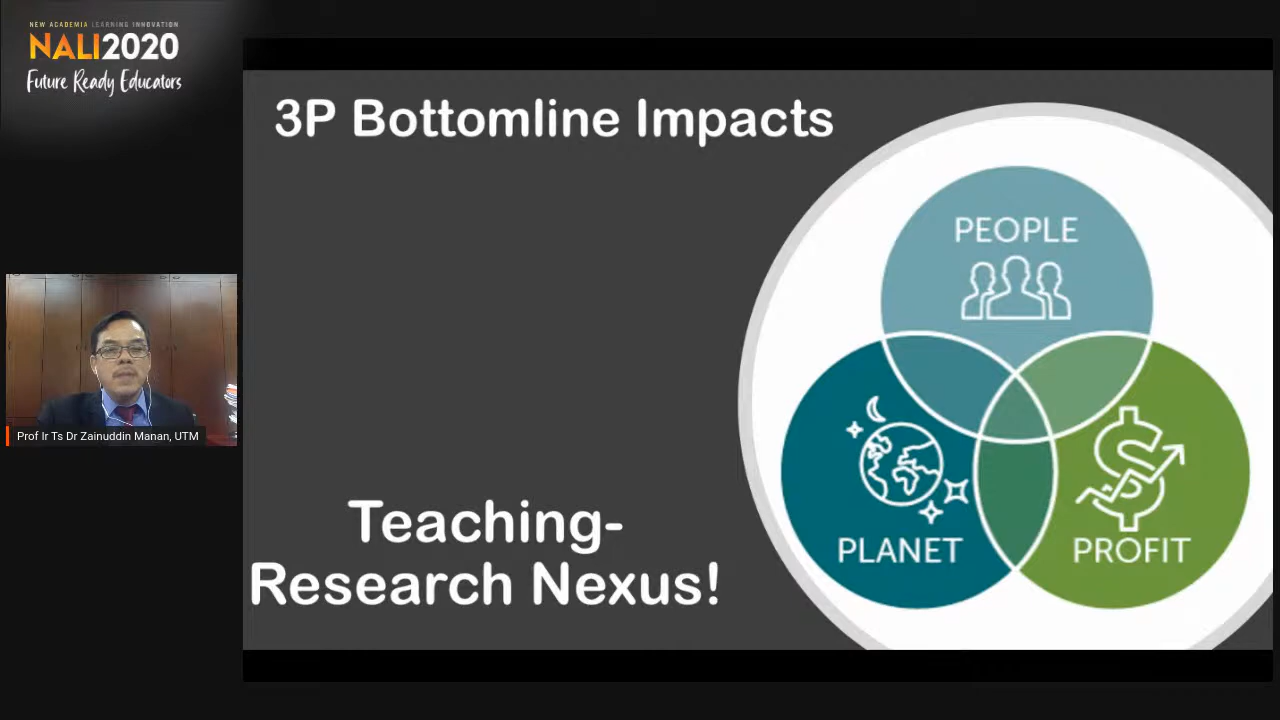 NEW ACADEMIA LEARNING INNOVATION
NALI2020
Future Ready Educators
3P Bottomline Impacts
PEOPLE
PLANET
PROFIT
Teaching-
Research Nexus!
Prof Ir Ts Dr Zainuddin Manan, UTM